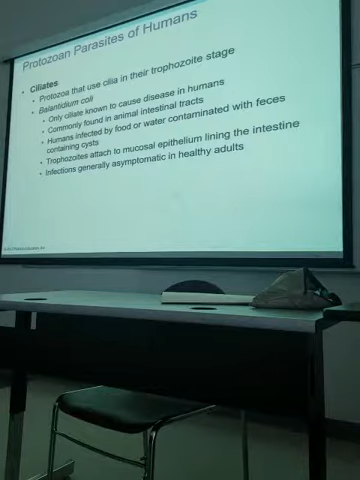 Protozoan Parasites of Humans
• Ciliates
• Protozoa that use cilia in their trophozoite stage
• Balantidium coli
• Only ciliate known to cause disease in humans
• Commonly found in animal intestinal tracts
• Humans infected by food or water contaminated with feces
containing cysts
• Trophozoites attach to mucosal epithelium lining the intestine
• Infections generally asymptomatic in healthy adults